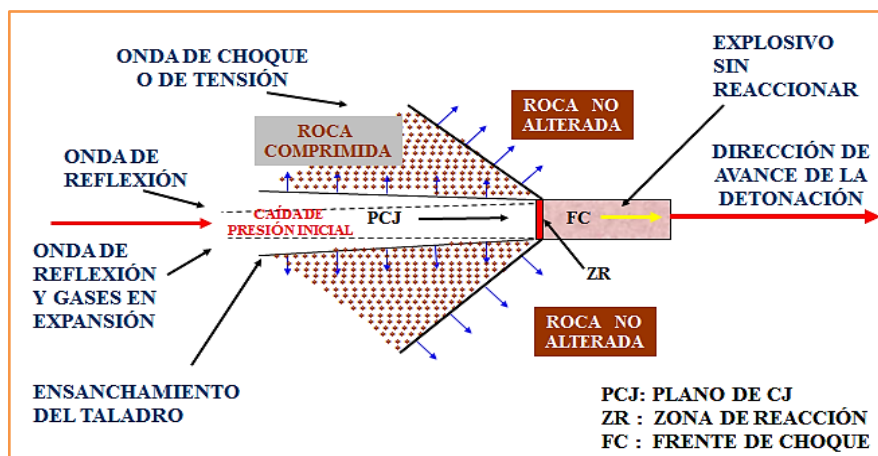 ONDA DE CHOQUE
O DE TENSIÓN
EXPLOSIVO
SIN
REACCIONAR
ROCA NO
ALTERADA
ROCA
COMPRIMIDA
DIRECCIÓN DE
AVANCE DE LA
DETONACIÓN
ONDA DE
REFLEXIÓN
CAÍDA DE
PRESIÓN INICIAL
PCJ
FC
ONDA DE
REFLEXIÓN
Y GASES EN
EXPANSIÓN
ZR
ROCA NO
ALTERADA
ENSANCHAMIENTO
DEL TALADRO
PCJ: PLANO DE CJ
ZR : ZONA DE REACCIÓN
FC : FRENTE DE CHOQUE